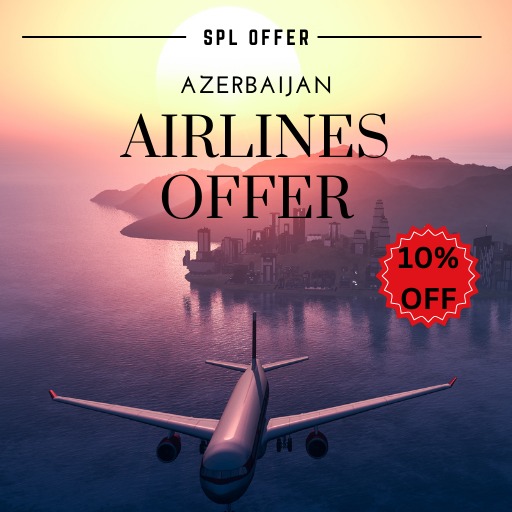 SPL OFFER
AZERBAIJAN
AIRLINES
OFFER
10%
OFF